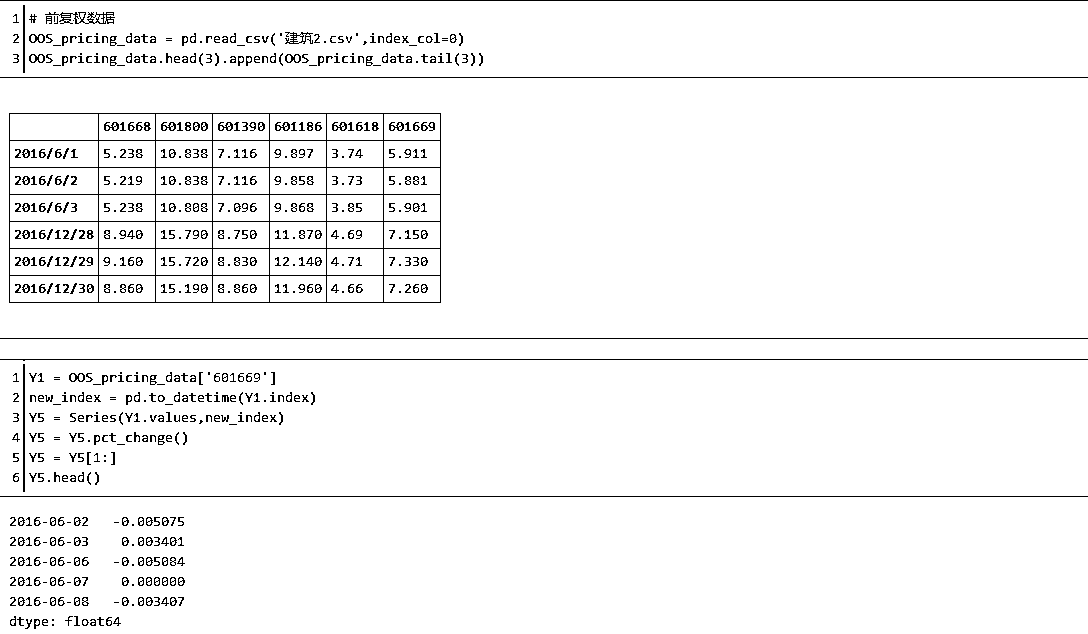 1 # 前复权数据
2 OOS_pricing_data = pd.read_csv('建筑2.csv',index_col=0)
3 OOS_pricing_data.head(3).append(OOS_pricing_data.tail(3))
601668 601800 601390 601186 601618 601669
2016/6/1 5.238 10.838 7.116 9.897 3.74 5.911
2016/6/2 5.219 10.838 7.116 9.858 3.73 5.881
2016/6/3 5.238 10.808 7.096 9.868 3.85 5.901
2016/12/28 8.940 15.790 8.750 11.870 4.69 7.150
2016/12/29 9.160 15.720 8.830 12.140 4.71 7.330
2016/12/30 8.860 15.190 8.860 11.960 4.66 7.260
1 Y1 = OOS_pricing_data['601669']
2 new_index = pd.to_datetime(Y1.index)
3 Y5 = Series(Y1.values,new_index)
4 Y5 = Y5.pct_change()
5 Y5 = Y5[1:]
6 Y5.head()
2016-06-02 -0.005075
2016-06-03 0.003401
2016-06-06 -0.005084
2016-06-07 0.000000
2016-06-08 -0.003407
dtype: float64